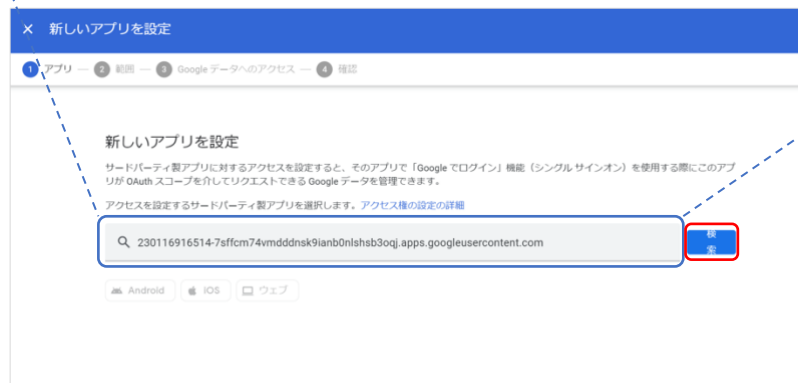 × 新しいアプリを設定
1 アプリ — 2 範囲 — 3 Google データへのアクセス — 4 確認
新しいアプリを設定
サードパーティ製アプリに対するアクセスを設定すると、そのアプリで「Google でログイン」機能（シングル サインオン）を使用する際にこのアプ
リが OAuth スコープを介してリクエストできる Google データを管理できます。
アクセスを設定するサードパーティ製アプリを選択します。アクセス権の設定の詳細
230116916514-7sffcm74vmdddnsk9ianb0nlshsb3oqj.apps.googleusercontent.com
検
索
Android iOS ウェブ